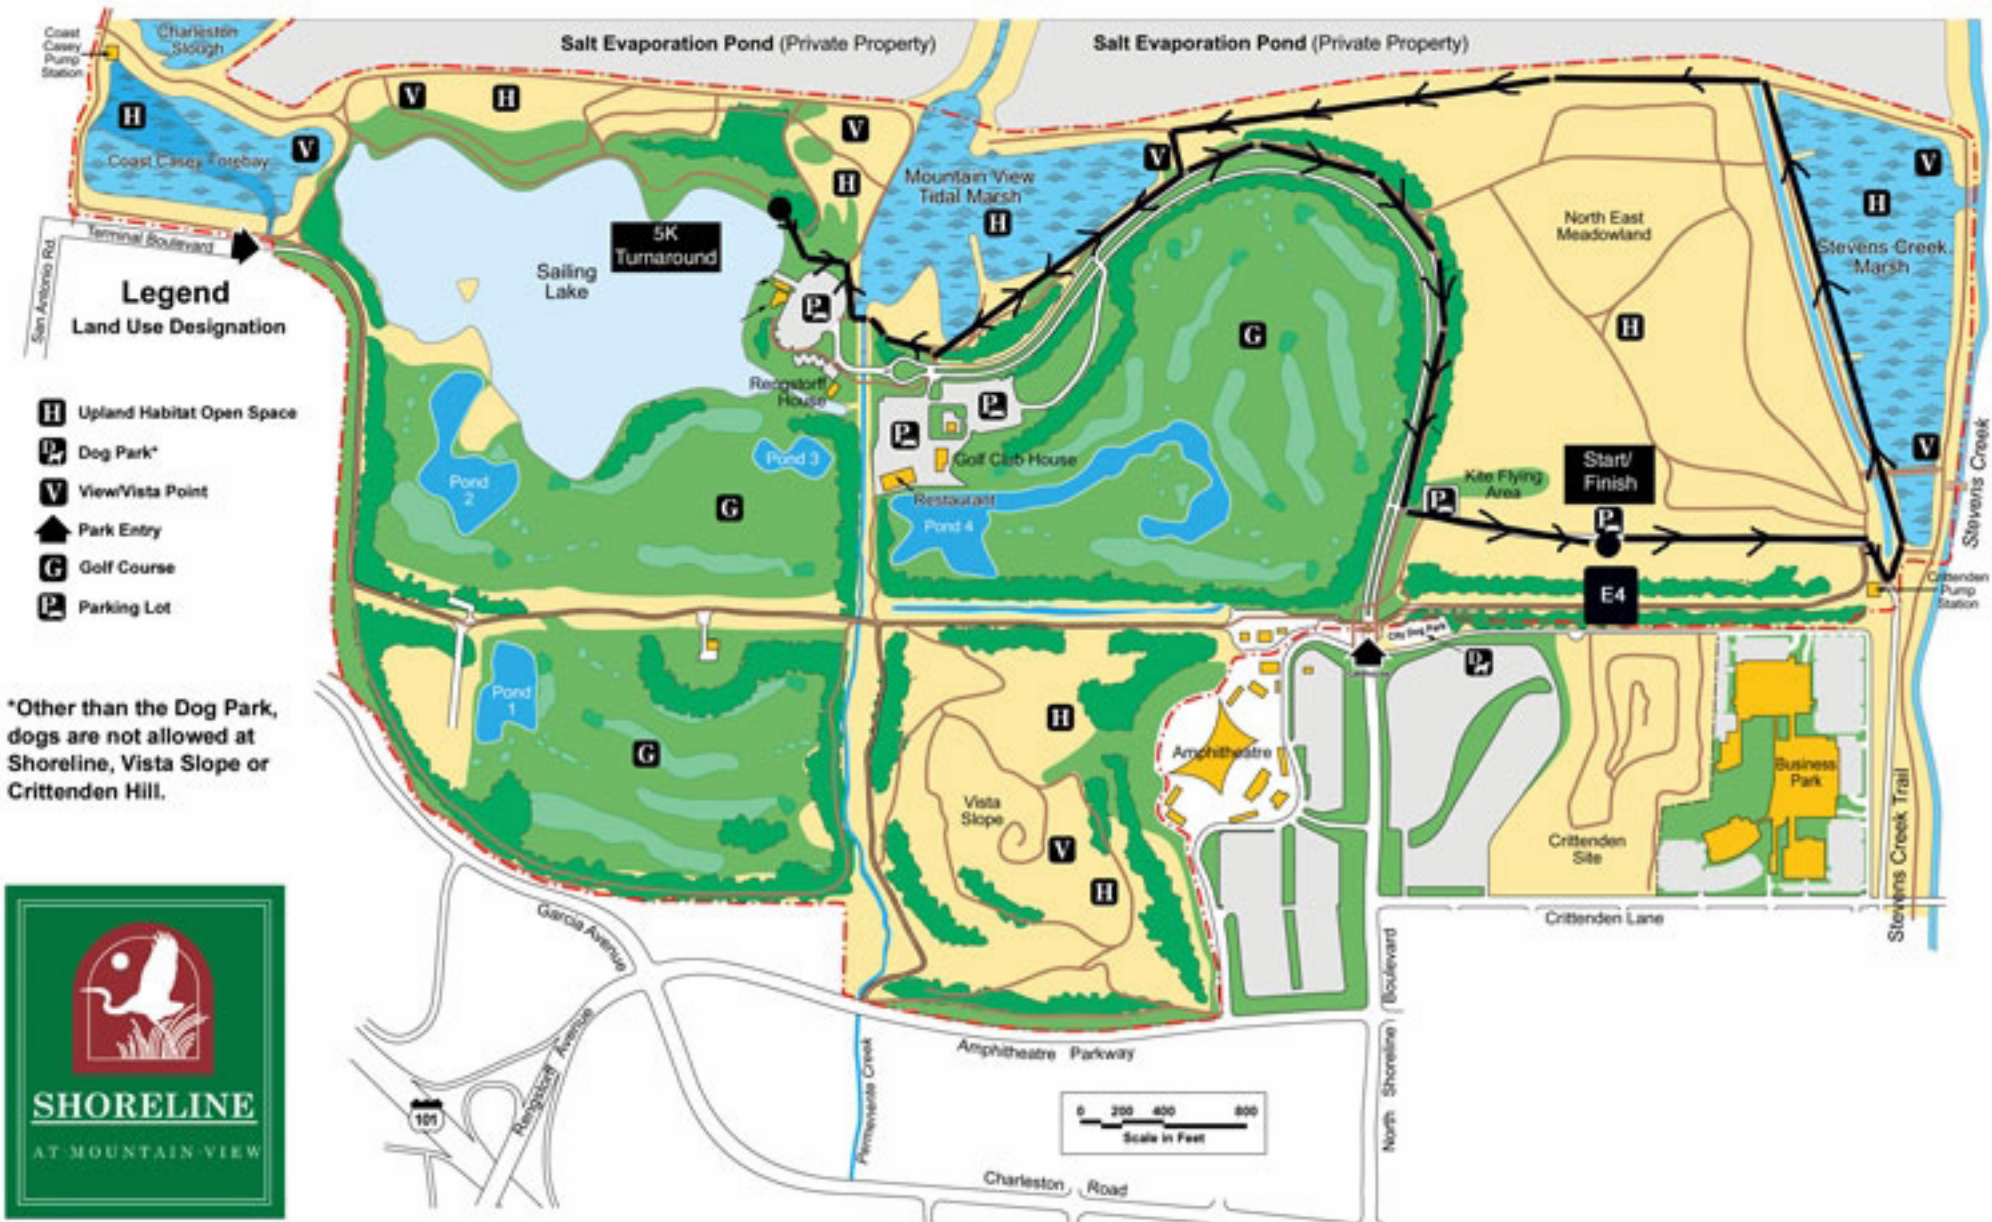 Coast
Casey
Pump
Station
Charleston
Slough
Salt Evaporation Pond (Private Property)
Salt Evaporation Pond (Private Property)
H
V
H
V
V
Coast Casey Forebay
H
Mountain View
Tidal Marsh
H
V
V
H
Stevens Creek
Marsh
V
North East
Meadowland
H
San Antonio Rd.
Terminal Boulevard
5K
Turnaround
Sailing
Lake
P
G
Legend
Land Use Designation
H Upland Habitat Open Space
D Dog Park*
V View/Vista Point
Park Entry
G Golf Course
P Parking Lot
Rengstorff
House
P
P
Golf Club House
Restaurant
Pond
2
Pond 3
Pond 4
G
Kite Flying
Area
P
Start/
Finish
P
E4
Stevens Creek
Crittenden
Pump
Station
City Dog Park
D
Pond
1
G
H
Amphitheatre
Vista
Slope
V
H
Business
Park
Crittenden
Site
Stevens Creek Trail
Crittenden Lane
*Other than the Dog Park,
dogs are not allowed at
Shoreline, Vista Slope or
Crittenden Hill.
SHORELINE
AT·MOUNTAIN·VIEW
Garcia Avenue
Rengstorff Avenue
101
Amphitheatre Parkway
Permanente Creek
North Shoreline Boulevard
0 200 400 800
Scale in Feet
Charleston Road